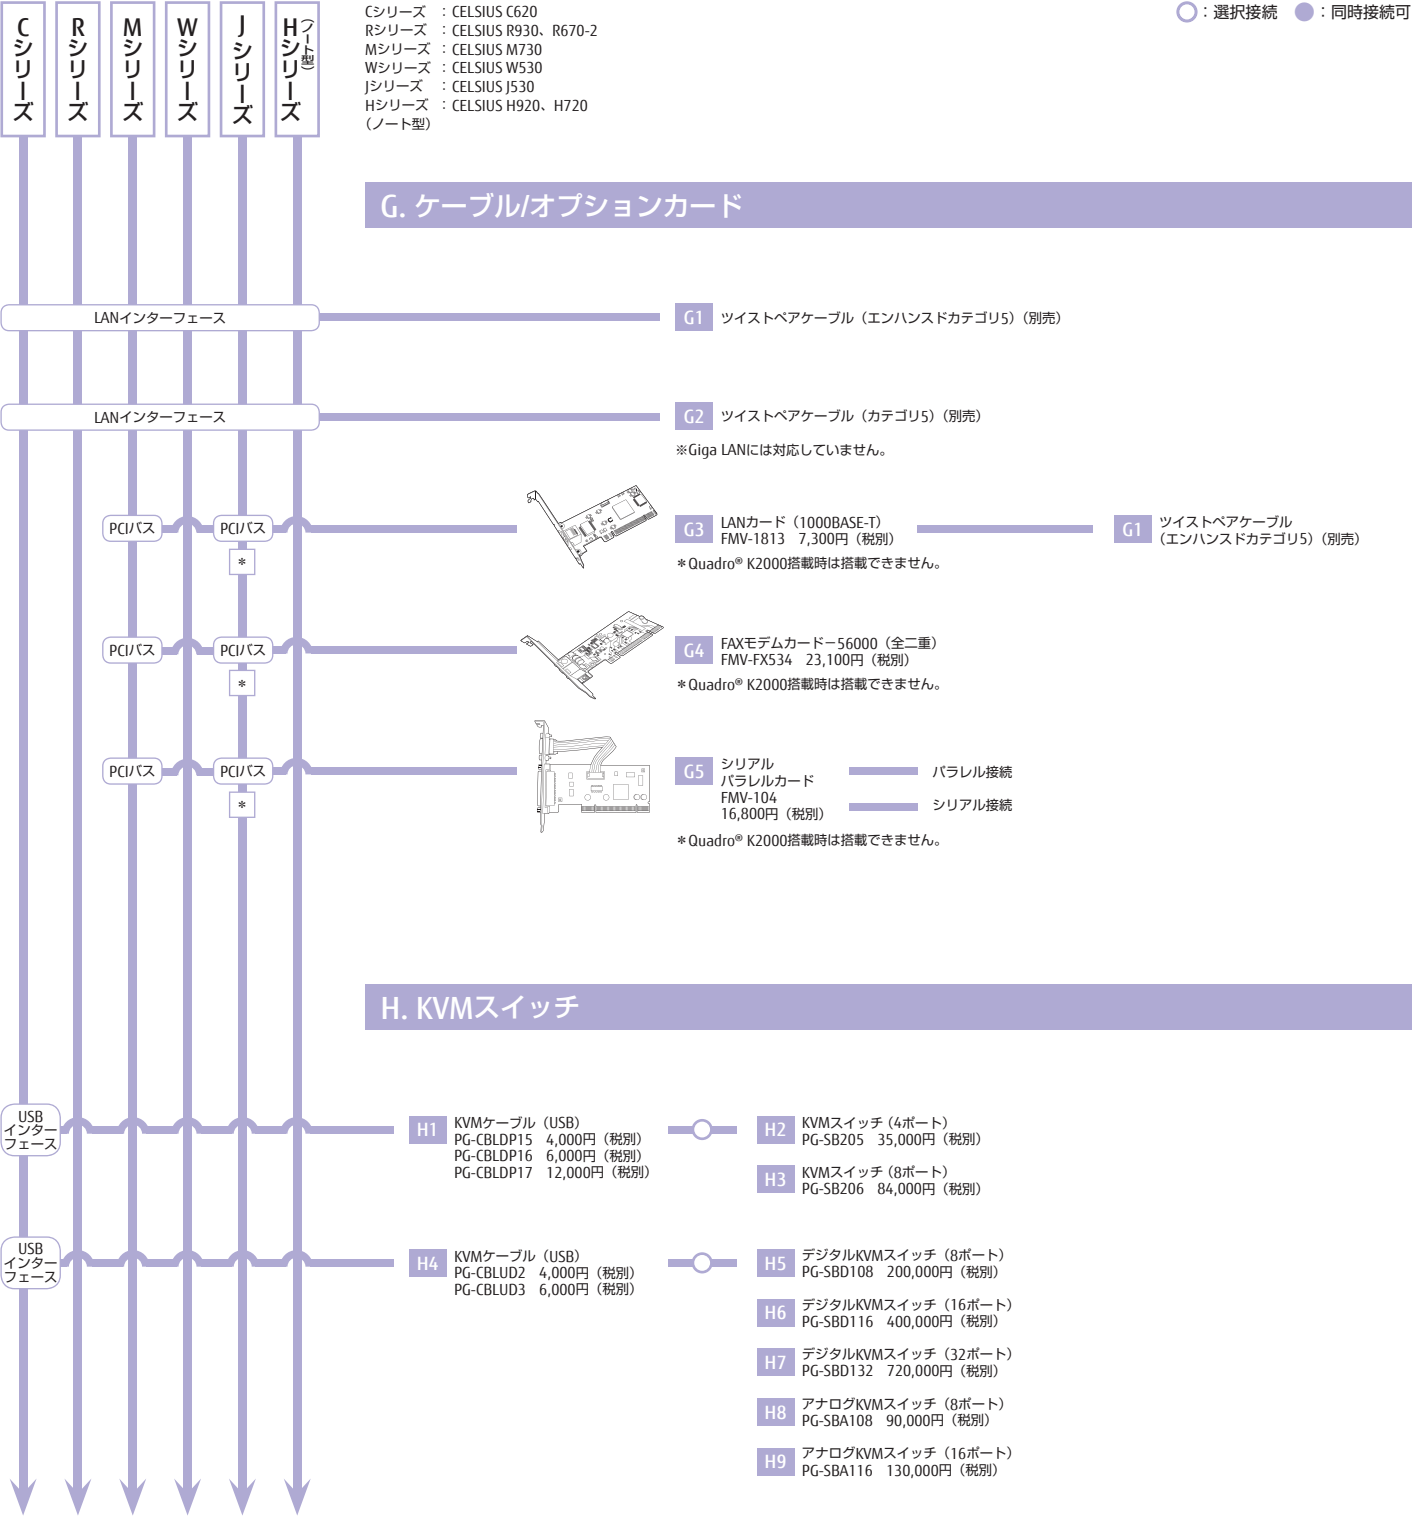 Cシリーズ
Rシリーズ
Mシリーズ
Wシリーズ
Jシリーズ
Hシリーズ
（ノート型）
Cシリーズ ：CELSIUS C620
Rシリーズ ：CELSIUS R930、R670-2
Mシリーズ ：CELSIUS M730
Wシリーズ ：CELSIUS W530
Jシリーズ ：CELSIUS J530
Hシリーズ ：CELSIUS H920、H720
（ノート型）
：選択接続 ：同時接続可
G. ケーブル/オプションカード
LANインターフェース
G1 ツイストペアケーブル（エンハンスドカテゴリ5）（別売）
LANインターフェース
G2 ツイストペアケーブル（カテゴリ5）（別売）
※Giga LANには対応していません。
PCIバス PCIバス
*
G3 LANカード（1000BASE-T）
FMV-1813 7,300円（税別）
＊Quadro® K2000搭載時は搭載できません。
G1 ツイストペアケーブル
（エンハンスドカテゴリ5）（別売）
PCIバス PCIバス
*
G4 FAXモデムカード－56000（全二重）
FMV-FX534 23,100円（税別）
＊Quadro® K2000搭載時は搭載できません。
PCIバス PCIバス
*
G5 シリアル
パラレルカード
FMV-104
16,800円（税別）
パラレル接続
シリアル接続
＊Quadro® K2000搭載時は搭載できません。
H. KVMスイッチ
USB
インター
フェース
H1 KVMケーブル（USB）
PG-CBLDP15 4,000円（税別）
PG-CBLDP16 6,000円（税別）
PG-CBLDP17 12,000円（税別）
H2 KVMスイッチ（4ポート）
PG-SB205 35,000円（税別）
H3 KVMスイッチ（8ポート）
PG-SB206 84,000円（税別）
USB
インター
フェース
H4 KVMケーブル（USB）
PG-CBLUD2 4,000円（税別）
PG-CBLUD3 6,000円（税別）
H5 デジタルKVMスイッチ（8ポート）
PG-SBD108 200,000円（税別）
H6 デジタルKVMスイッチ（16ポート）
PG-SBD116 400,000円（税別）
H7 デジタルKVMスイッチ（32ポート）
PG-SBD132 720,000円（税別）
H8 アナログKVMスイッチ（8ポート）
PG-SBA108 90,000円（税別）
H9 アナログKVMスイッチ（16ポート）
PG-SBA116 130,000円（税別）